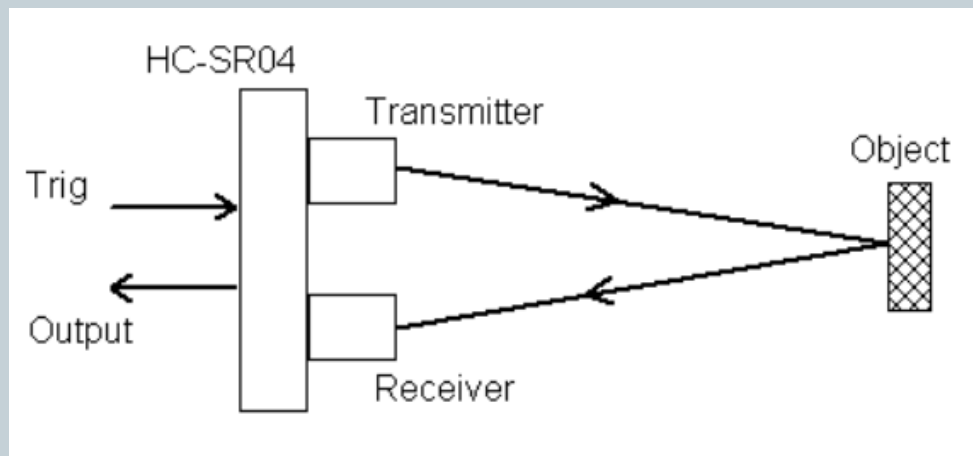 HC-SR04
Transmitter
Object
Trig
Output
Receiver